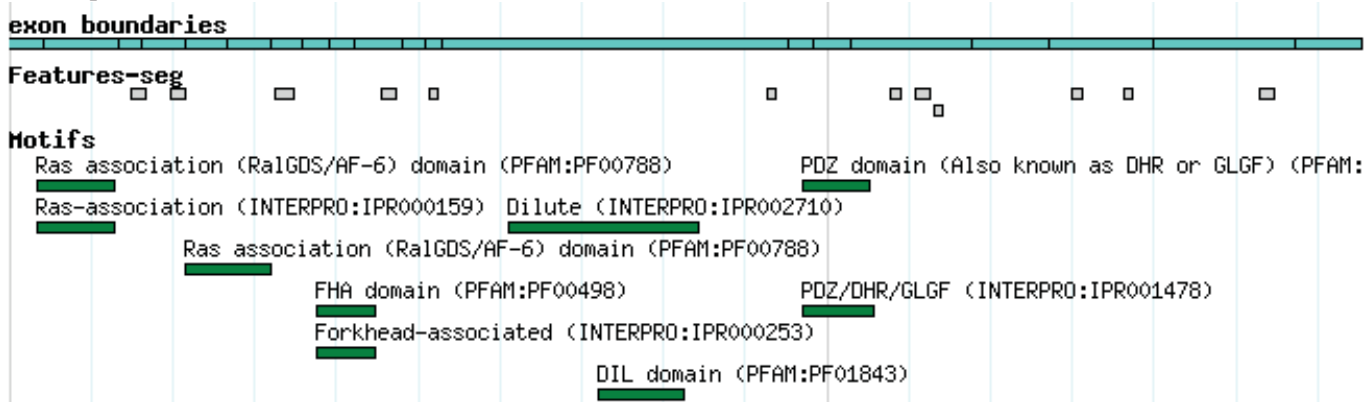 exon boundaries
Features-seg
Motifs
Ras association (RalGDS/AF-6) domain (PFAM:PF00788) PDZ domain (Also known as DHR or GLGF) (PFAM:
Ras-association (INTERPRO:IPR000159) Dilute (INTERPRO:IPR002710)
Ras association (RalGDS/AF-6) domain (PFAM:PF00788)
FHA domain (PFAM:PF00498) PDZ/DHR/GLGF (INTERPRO:IPR001478)
Forkhead-associated (INTERPRO:IPR000253)
DIL domain (PFAM:PF01843)